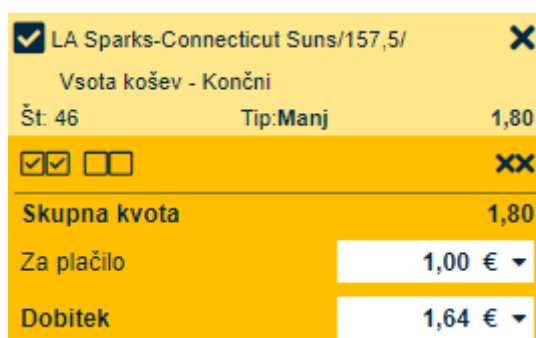 LA Sparks-Connecticut Suns/157,5/
Vsota košev - Končni
Št: 46 Tip:Manj 1,80
Skupna kvota 1,80
Za plačilo 1,00 €
Dobitek 1,64 €